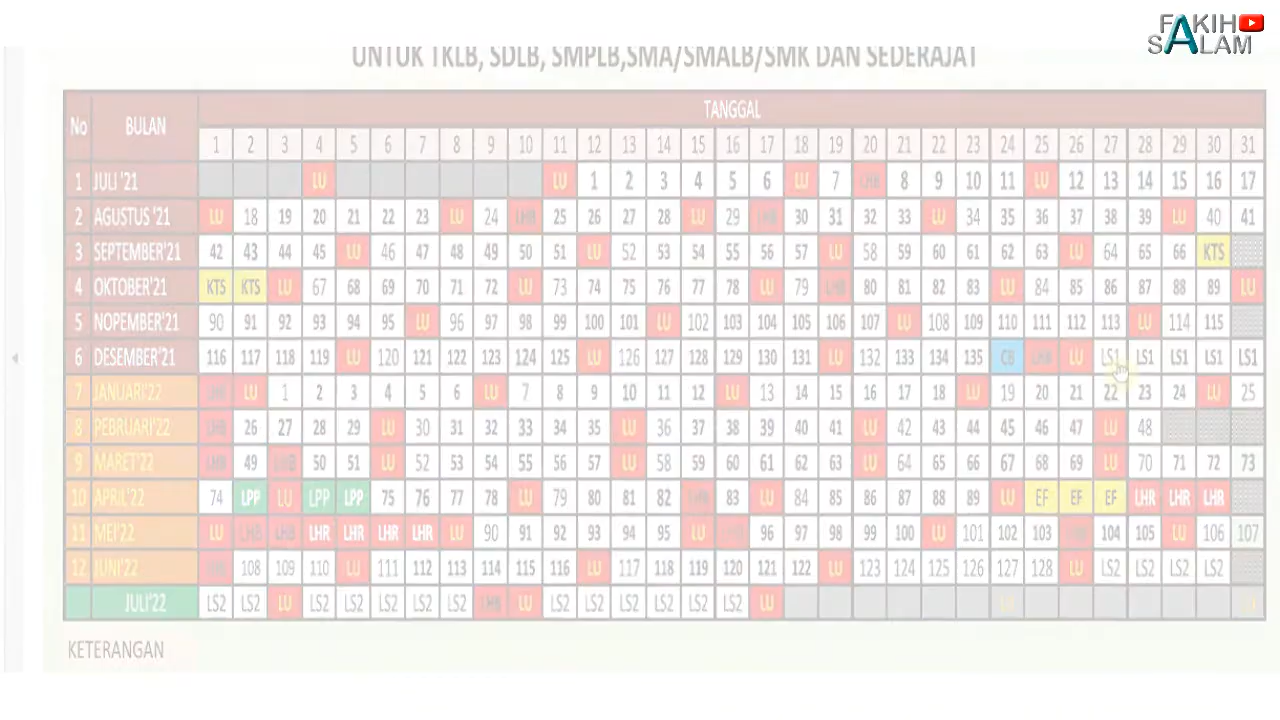 FAKIH
SALAM
UNTUK TKLB, SDLB, SMPLB,SMA/SMALB/SMK DAN SEDERAJAT
No BULAN TANGGAL
1 2 3 4 5 6 7 8 9 10 11 12 13 14 15 16 17 18 19 20 21 22 23 24 25 26 27 28 29 30 31
1 JULI '21 LU LU 1 2 3 4 5 6 LU 7 LHB 8 9 10 11 LU 12 13 14 15 16 17
2 AGUSTUS '21 LU 18 19 20 21 22 23 LU 24 LHB 25 26 27 28 LU 29 LHB 30 31 32 33 LU 34 35 36 37 38 39 LU 40 41
3 SEPTEMBER'21 42 43 44 45 LU 46 47 48 49 50 51 LU 52 53 54 55 56 57 LU 58 59 60 61 62 63 LU 64 65 66 KTS
4 OKTOBER'21 KTS KTS LU 67 68 69 70 71 72 LU 73 74 75 76 77 78 LU 79 LHB 80 81 82 83 LU 84 85 86 87 88 89 LU
5 NOPEMBER'21 90 91 92 93 94 95 LU 96 97 98 99 100 101 LU 102 103 104 105 106 107 LU 108 109 110 111 112 113 LU 114 115
6 DESEMBER'21 116 117 118 119 LU 120 121 122 123 124 125 LU 126 127 128 129 130 131 LU 132 133 134 135 CB LHB LU LS1 LS1 LS1 LS1 LS1
7 JANUARI'22 LHB LU 1 2 3 4 5 6 LU 7 8 9 10 11 12 LU 13 14 15 16 17 18 LU 19 20 21 22 23 24 LU 25
8 PEBRUARI'22 LHB 26 27 28 29 LU 30 31 32 33 34 35 LU 36 37 38 39 40 41 LU 42 43 44 45 46 47 LU 48
9 MARET'22 LHB 49 LHB 50 51 LU 52 53 54 55 56 57 LU 58 59 60 61 62 63 LU 64 65 66 67 68 69 LU 70 71 72 73
10 APRIL'22 74 LPP LU LPP LPP 75 76 77 78 LU 79 80 81 82 LHB 83 LU 84 85 86 87 88 89 LU EF EF EF LHR LHR LHR
11 MEI'22 LU LHB LHB LHR LHR LHR LHR LU 90 91 92 93 94 95 LU LHB 96 97 98 99 100 LU 101 102 103 LHB 104 105 LU 106 107
12 JUNI'22 LHB 108 109 110 LU 111 112 113 114 115 116 LU 117 118 119 120 121 122 LU 123 124 125 126 127 128 LU LS2 LS2 LS2 LS2
JULI'22 LS2 LS2 LU LS2 LS2 LS2 LS2 LS2 LHB LU LS2 LS2 LS2 LS2 LS2 LS2 LU LU LU
KETERANGAN